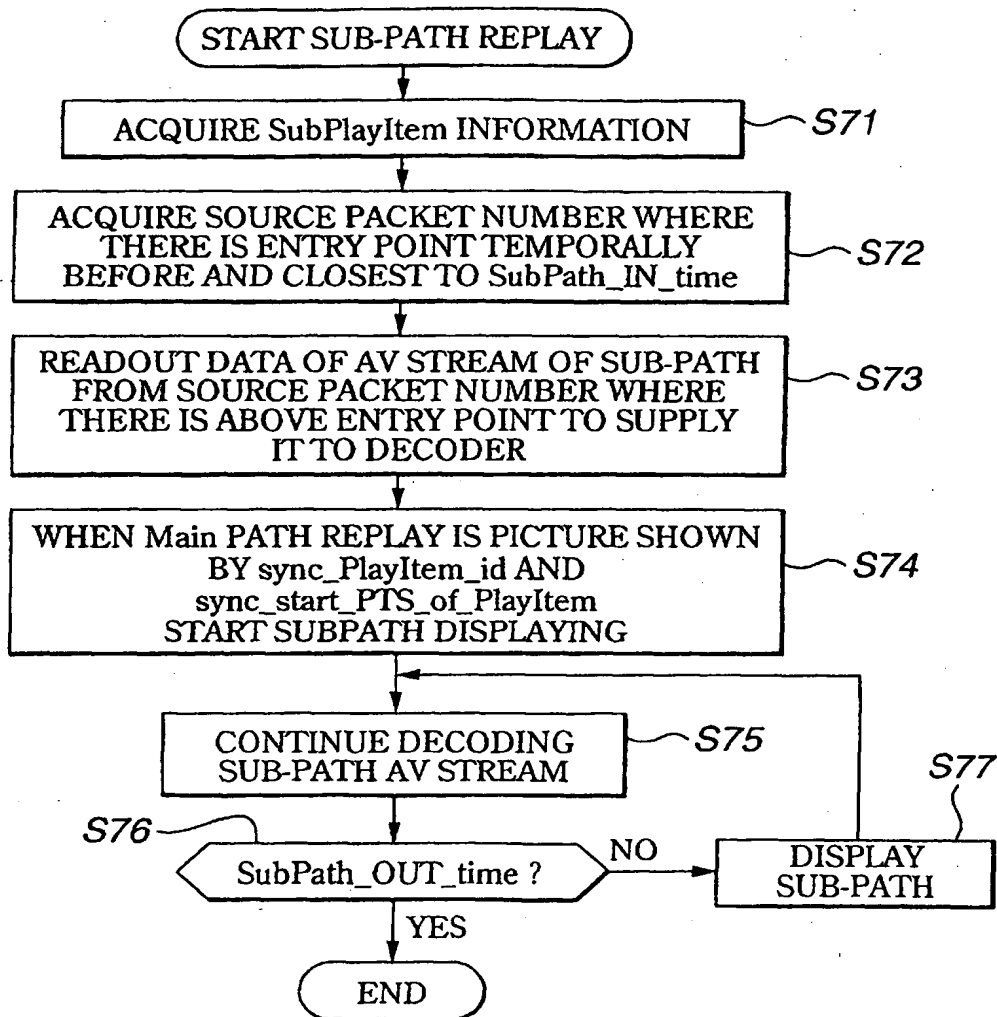 START SUB-PATH REPLAY
ACQUIRE SubPlayItem INFORMATION
S71
ACQUIRE SOURCE PACKET NUMBER WHERE
THERE IS ENTRY POINT TEMPORALLY
BEFORE AND CLOSEST TO SubPath_IN_time
S72
READOUT DATA OF AV STREAM OF SUB-PATH
FROM SOURCE PACKET NUMBER WHERE
THERE IS ABOVE ENTRY POINT TO SUPPLY
IT TO DECODER
S73
WHEN Main PATH REPLAY IS PICTURE SHOWN
BY sync_PlayItem_id AND
sync_start_PTS_of_PlayItem
START SUBPATH DISPLAYING
S74
CONTINUE DECODING
SUB-PATH AV STREAM
S75
S76
SubPath_OUT_time ?
NO
S77
DISPLAY
SUB-PATH
YES
END